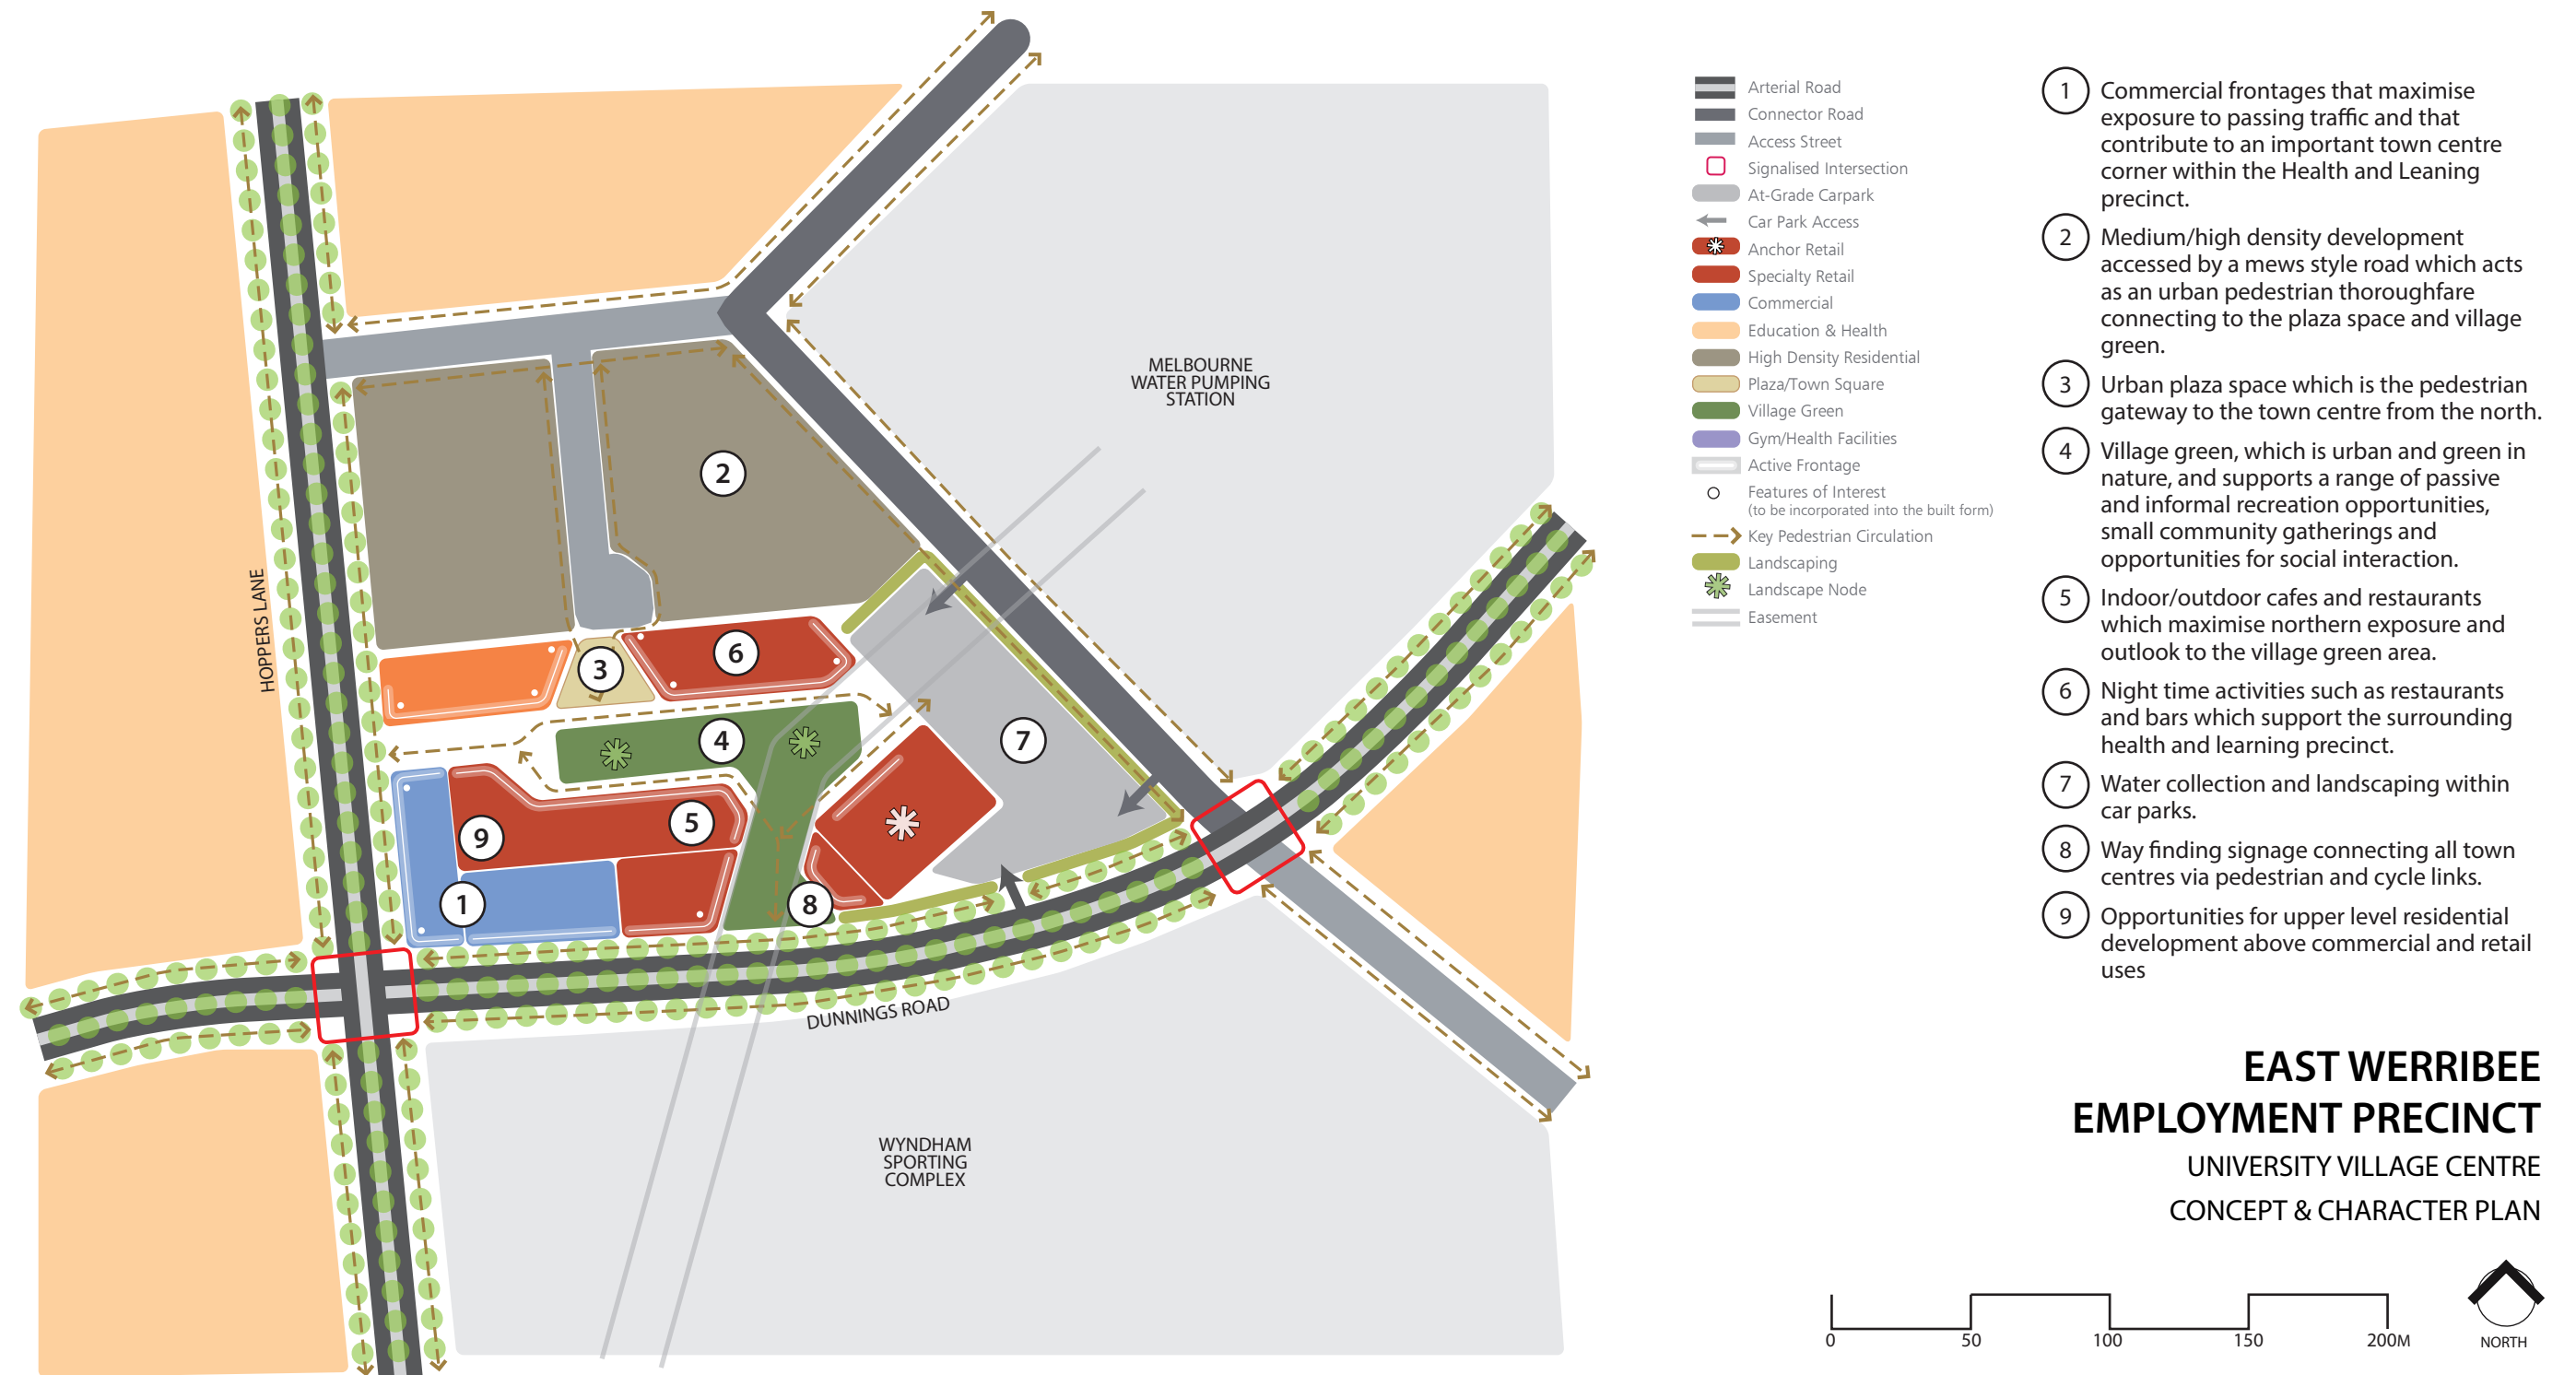 HOPPERS LANE
MELBOURNE
WATER PUMPING
STATION
2
3
6
4
7
9
5
1
8
DUNNINGS ROAD
WYNDHAM
SPORTING
COMPLEX
Arterial Road
Connector Road
Access Street
Signalised Intersection
At-Grade Carpark
Car Park Access
Anchor Retail
Specialty Retail
Commercial
Education & Health
High Density Residential
Plaza/Town Square
Village Green
Gym/Health Facilities
Active Frontage
Features of Interest
(to be incorporated into the built form)
Key Pedestrian Circulation
Landscaping
Landscape Node
Easement
1 Commercial frontages that maximise
exposure to passing traffic and that
contribute to an important town centre
corner within the Health and Leaning
precinct.
2 Medium/high density development
accessed by a mews style road which acts
as an urban pedestrian thoroughfare
connecting to the plaza space and village
green.
3 Urban plaza space which is the pedestrian
gateway to the town centre from the north.
4 Village green, which is urban and green in
nature, and supports a range of passive
and informal recreation opportunities,
small community gatherings and
opportunities for social interaction.
5 Indoor/outdoor cafes and restaurants
which maximise northern exposure and
outlook to the village green area.
6 Night time activities such as restaurants
and bars which support the surrounding
health and learning precinct.
7 Water collection and landscaping within
car parks.
8 Way finding signage connecting all town
centres via pedestrian and cycle links.
9 Opportunities for upper level residential
development above commercial and retail
uses
EAST WERRIBEE
EMPLOYMENT PRECINCT
UNIVERSITY VILLAGE CENTRE
CONCEPT & CHARACTER PLAN
0 50 100 150 200M
NORTH